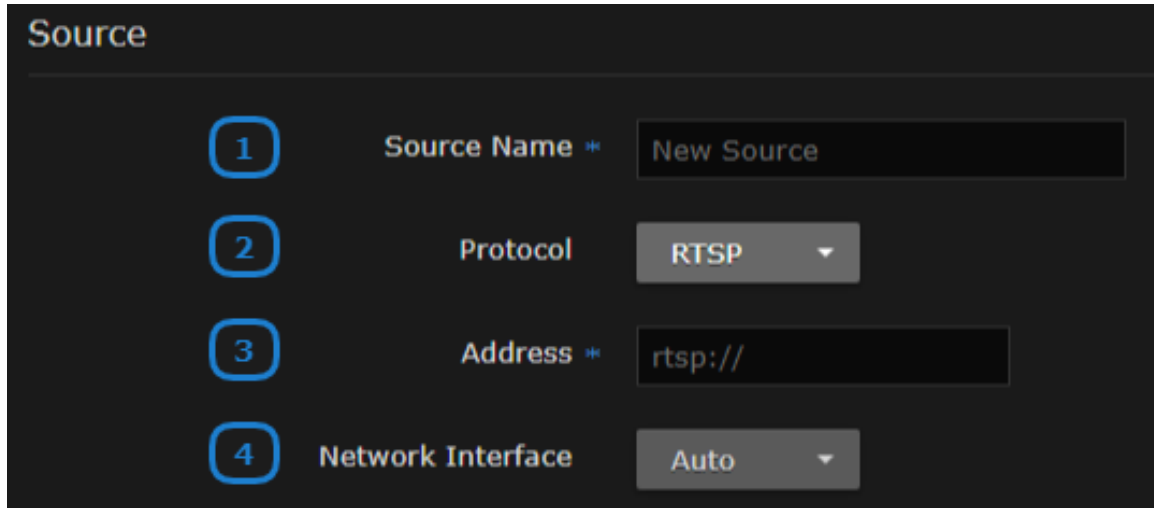 Source
1 Source Name * New Source
2 Protocol RTSP
3 Address * rtsp://
4 Network Interface Auto